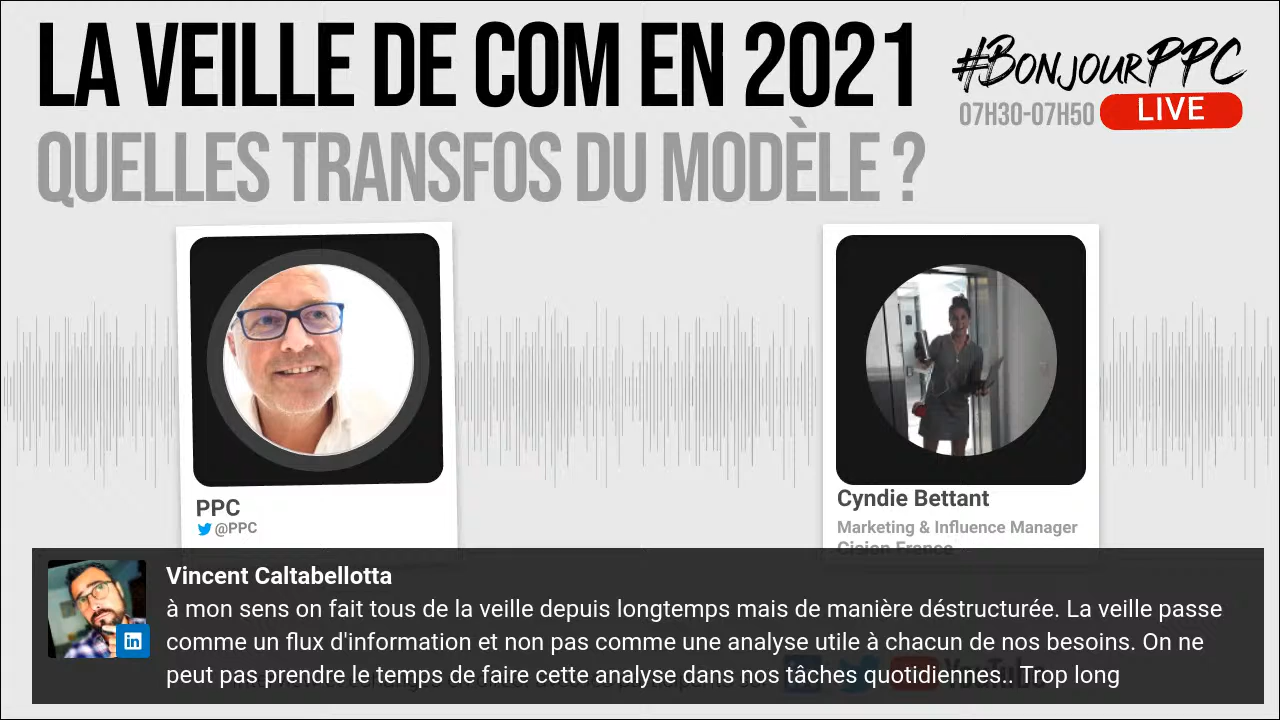 LA VEILLE DE COM EN 2021
#BONJOURPPC
07H30-07H50 LIVE
QUELLES TRANSFOS DU MODÈLE ?
PPC
@PPC
Cyndie Bettant
Marketing & Influence Manager
Cision France
Vincent Caltabellotta
à mon sens on fait tous de la veille depuis longtemps mais de manière déstructurée. La veille passe
comme un flux d'information et non pas comme une analyse utile à chacun de nos besoins. On ne
peut pas prendre le temps de faire cette analyse dans nos tâches quotidiennes.. Trop long